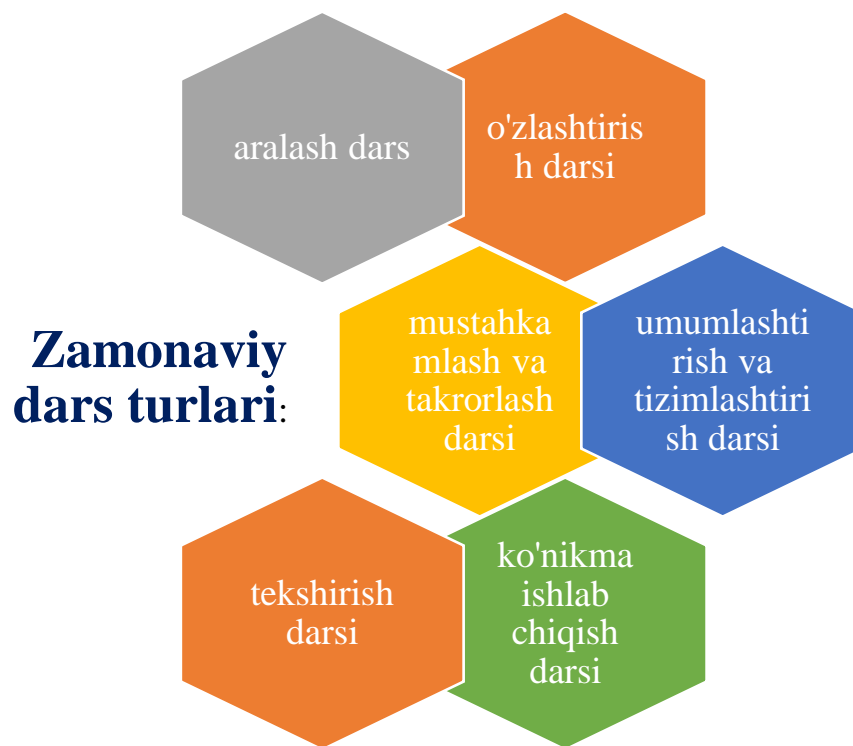 aralash dars
o'zlashtiris
h darsi
Zamonaviy
dars turlari:
mustahka
mlash va
takrorlash
darsi
umumlashti
rish va
tizimlashtiri
sh darsi
tekshirish
darsi
ko'nikma
ishlab
chiqish
darsi